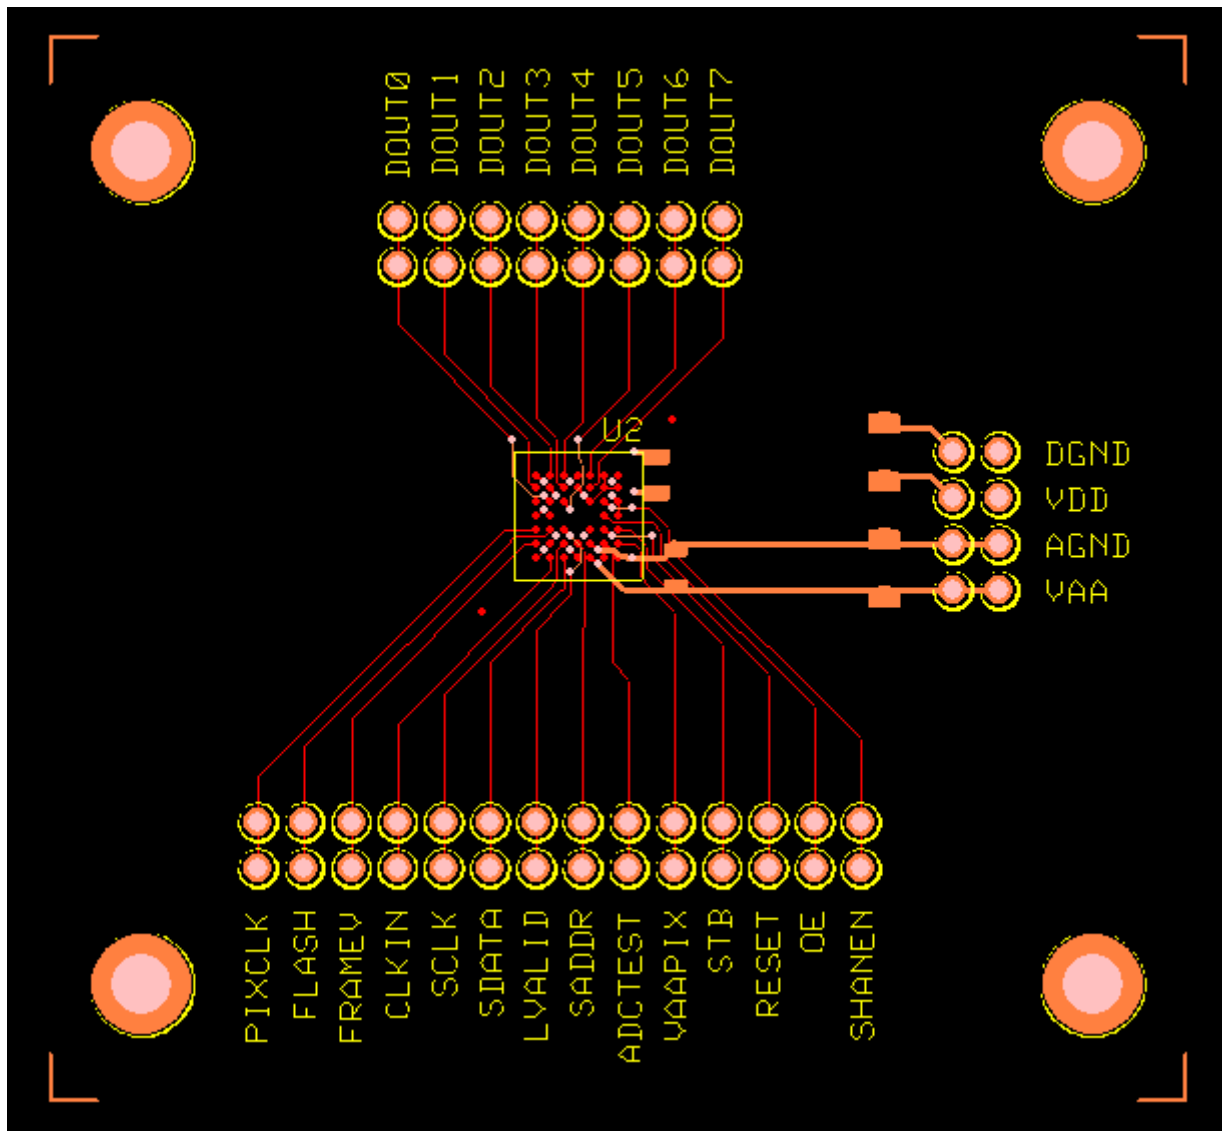 DOUT0
DOUT1
DOUT2
DOUT3
DOUT4
DOUT5
DOUT6
DOUT7
U2
DGND
VDD
AGND
VAA
PIXCLK
FLASH
FRAMEV
CLKIN
SCLK
SDATA
LVALID
SADDR
ADCTEST
VAAPIX
STB
RESET
OE
SHANEN